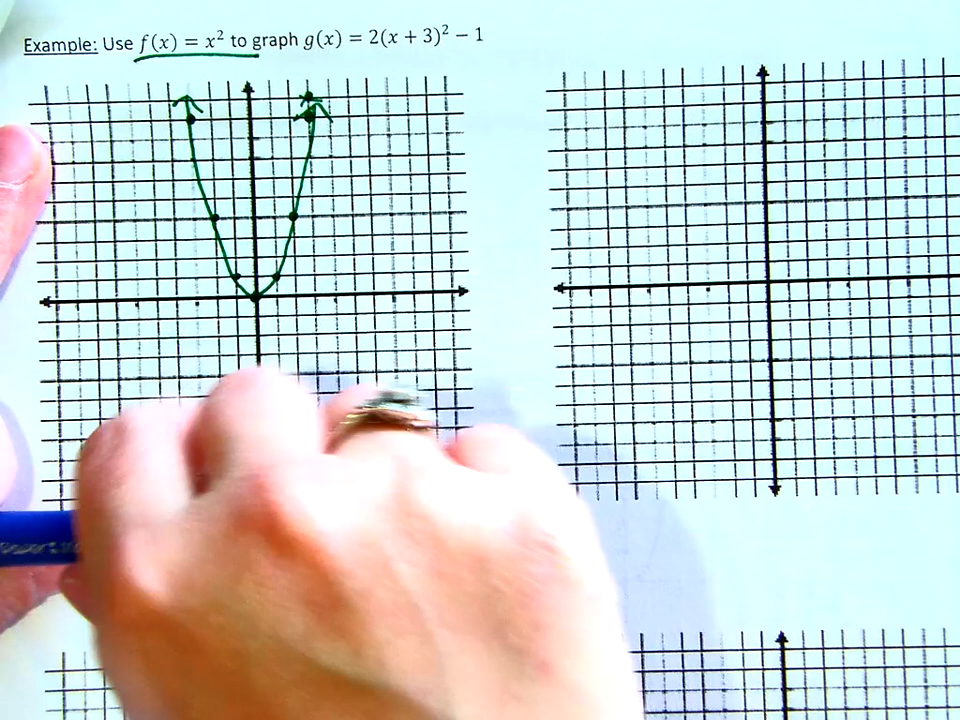 Example: Use f(x) = x² to graph g(x) = 2(x + 3)² − 1